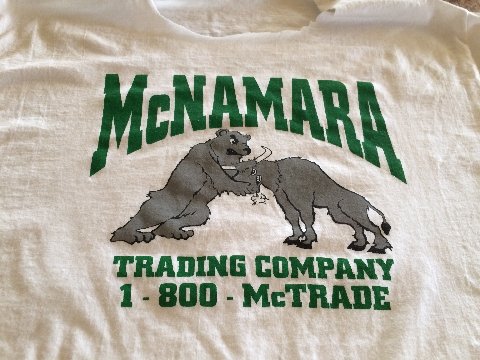 McNAMARA
TRADING COMPANY
1 - 800 - McTRADE